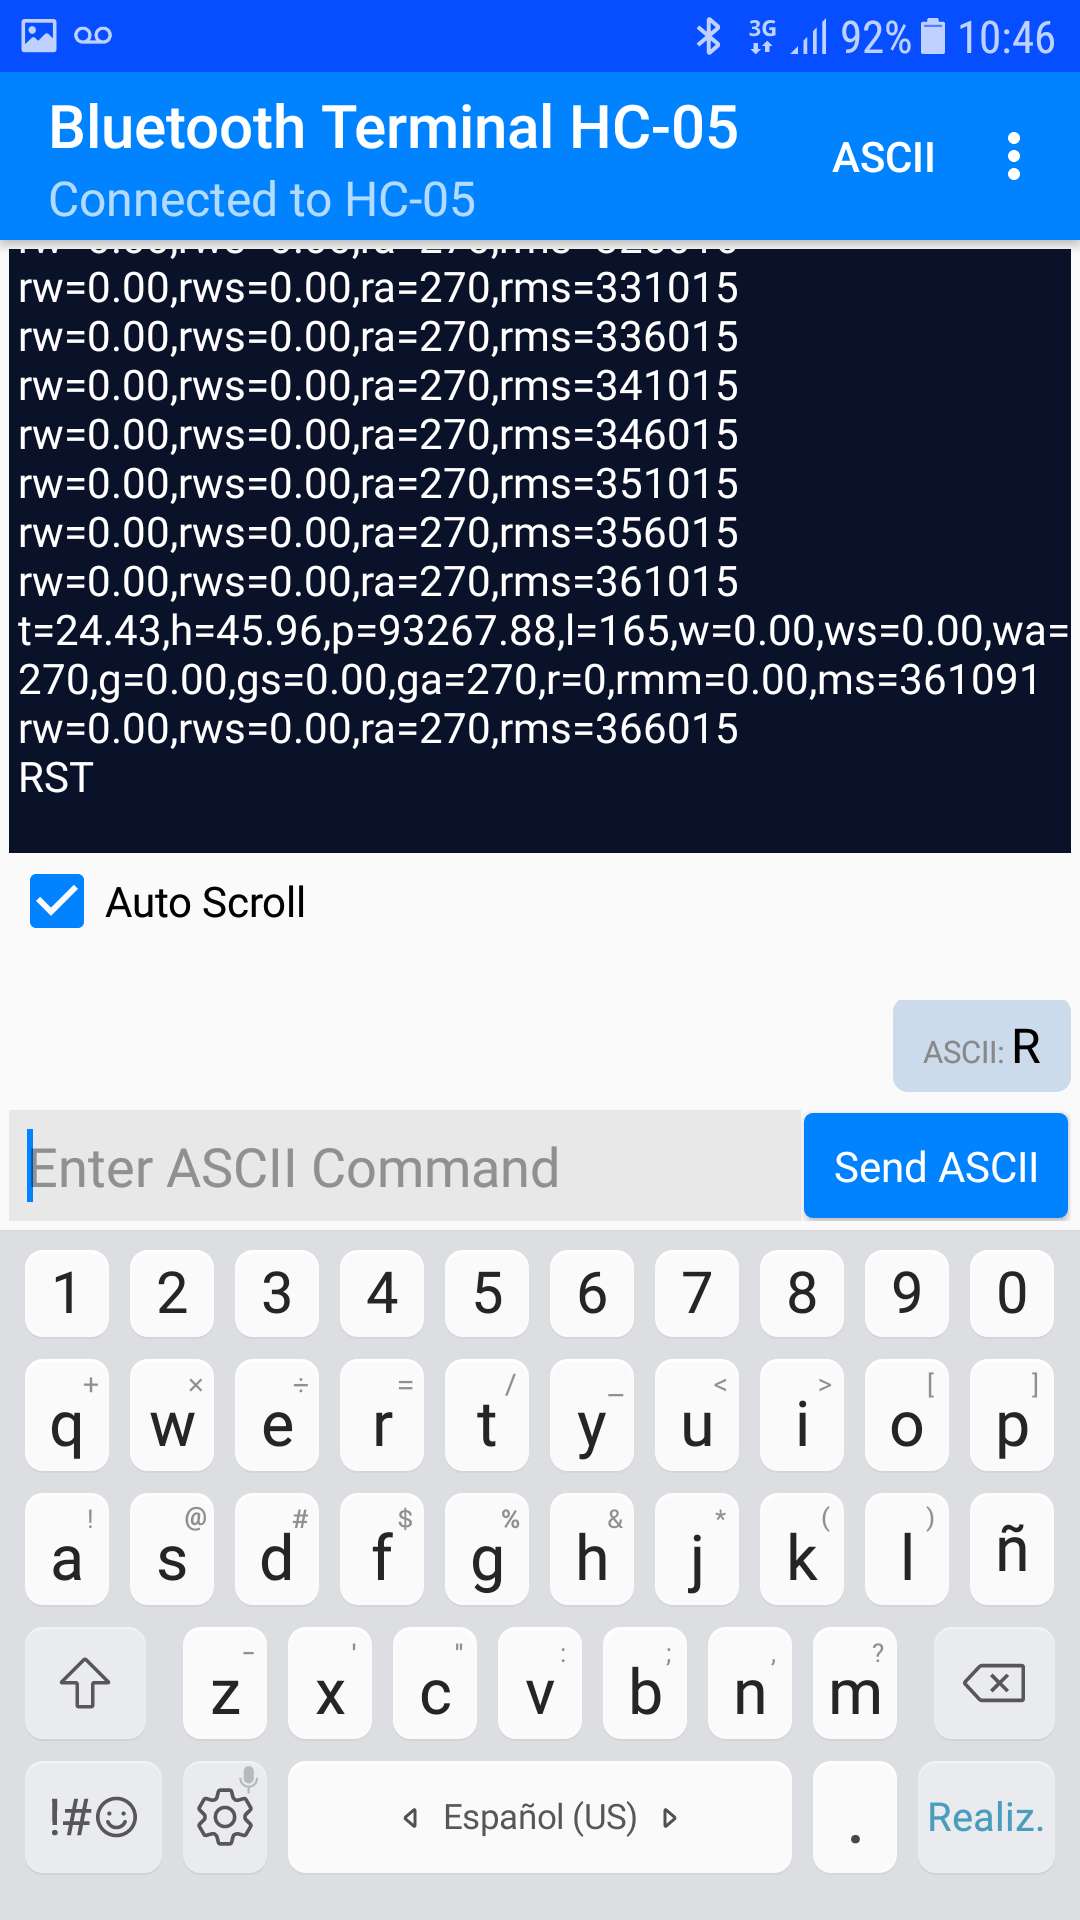 3G 92% 10:46
Bluetooth Terminal HC-05
ASCII
Connected to HC-05
rw=0.00,rws=0.00,ra=270,rms=331015
rw=0.00,rws=0.00,ra=270,rms=336015
rw=0.00,rws=0.00,ra=270,rms=341015
rw=0.00,rws=0.00,ra=270,rms=346015
rw=0.00,rws=0.00,ra=270,rms=351015
rw=0.00,rws=0.00,ra=270,rms=356015
rw=0.00,rws=0.00,ra=270,rms=361015
t=24.43,h=45.96,p=93267.88,l=165,w=0.00,ws=0.00,wa=
270,g=0.00,gs=0.00,ga=270,r=0,rmm=0.00,ms=361091
rw=0.00,rws=0.00,ra=270,rms=366015
RST
Auto Scroll
ASCII: R
Enter ASCII Command
Send ASCII
1 2 3 4 5 6 7 8 9 0
+ × ÷ = / _ < > [ ]
q w e r t y u i o p
! @ # $ % & * ( )
a s d f g h j k l ñ
- ' " : ; , ?
z x c v b n m
!#☺ Español (US) . Realiz.